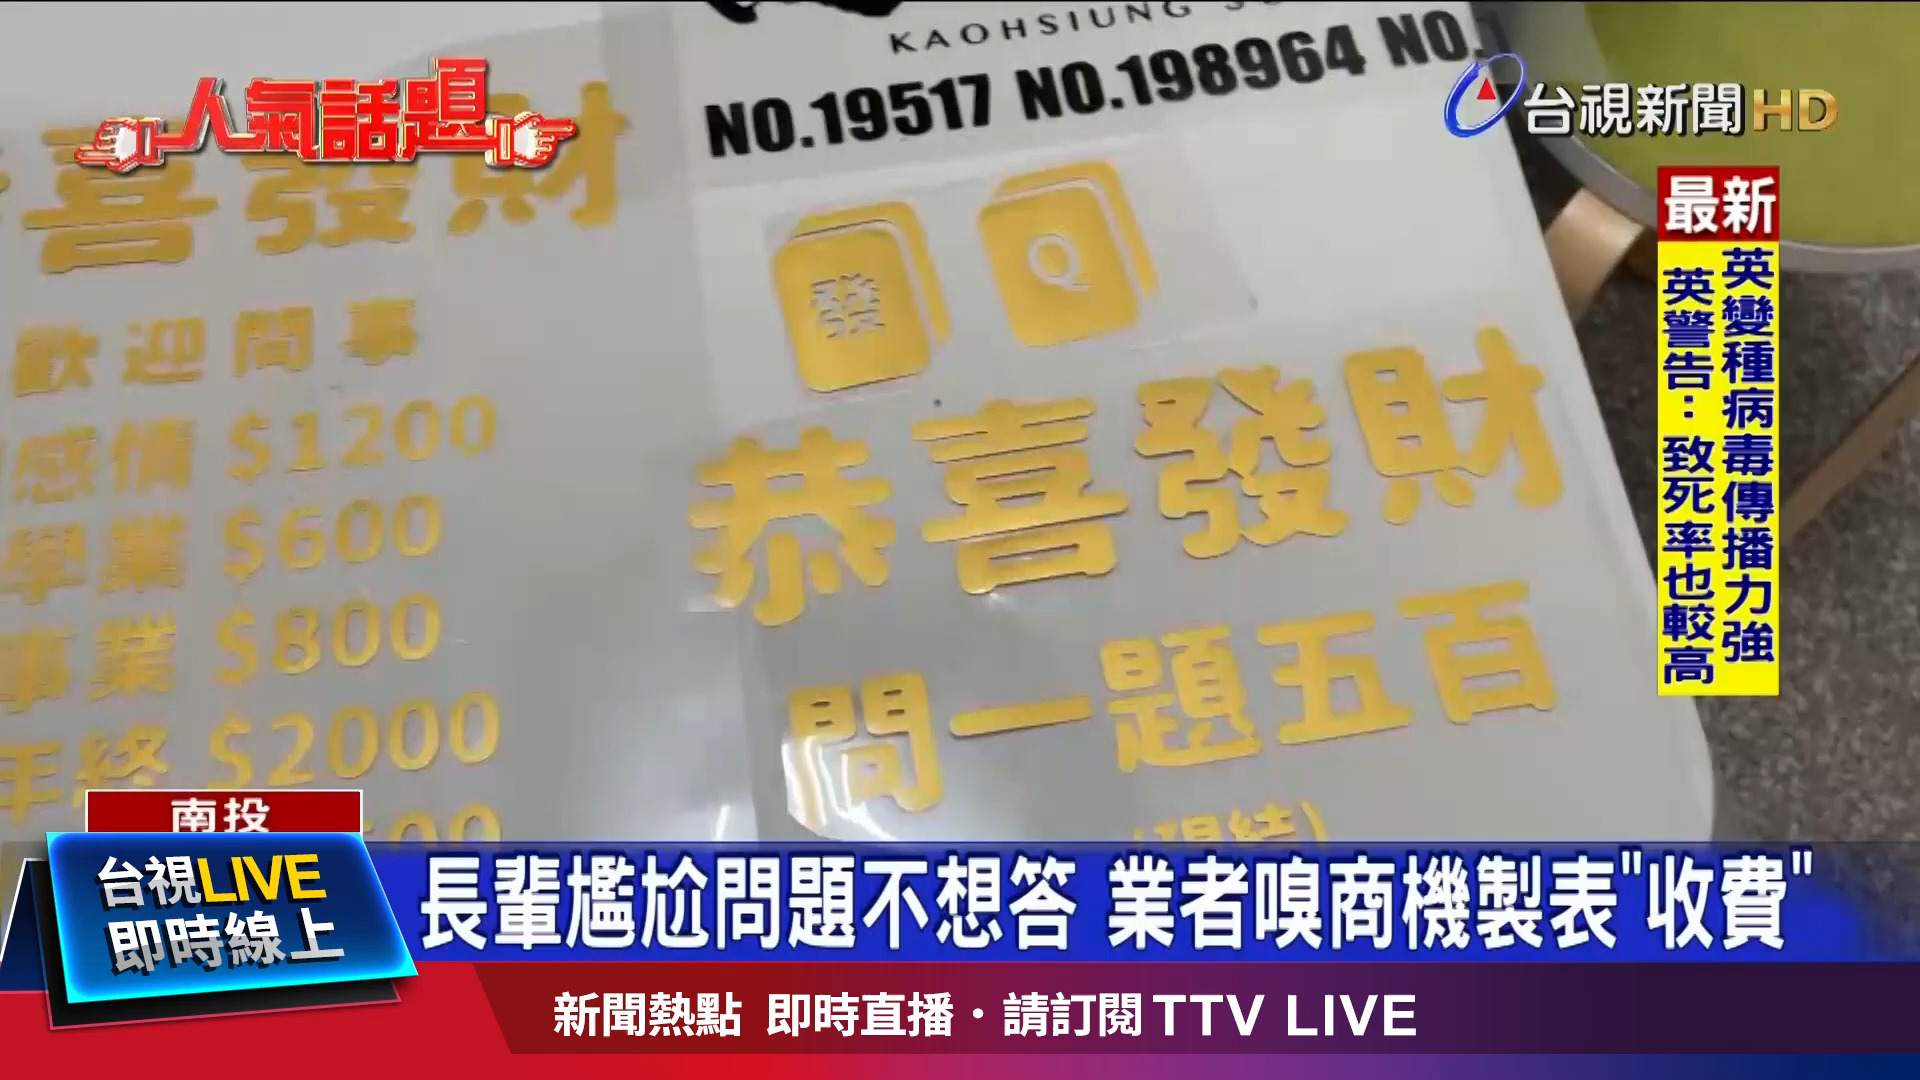 KAOHSIUNG
NO.19517 NO.198964 NO.
人氣話題
台視新聞HD
最新
英變種病毒傳播力強
英警告：致死率也較高
喜發財
歡迎問事
感情 $1200
學業 $600
事業 $800
年終 $2000
發
Q
恭喜發財
問一題五百
南投
台視LIVE
即時線上
長輩尷尬問題不想答 業者嗅商機製表"收費"
新聞熱點 即時直播・請訂閱TTV LIVE